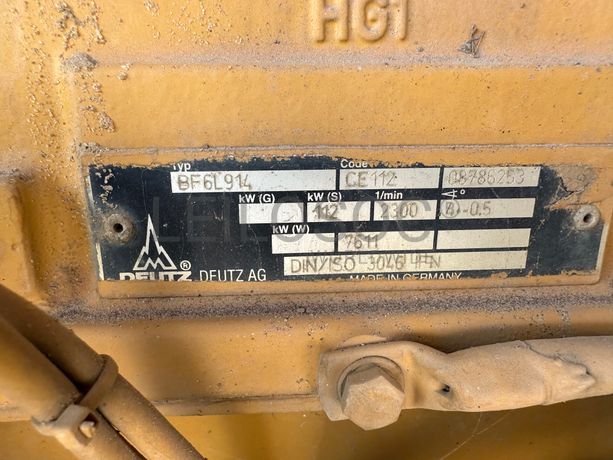 HG1
Typ Code
BF6L914 CE112
kW (G) kW (S) 1/min
112 2300 -0.5
kW (W)
7611
DIN/ISO 3046 IFN
DEUTZ ® DEUTZ AG MADE IN GERMANY